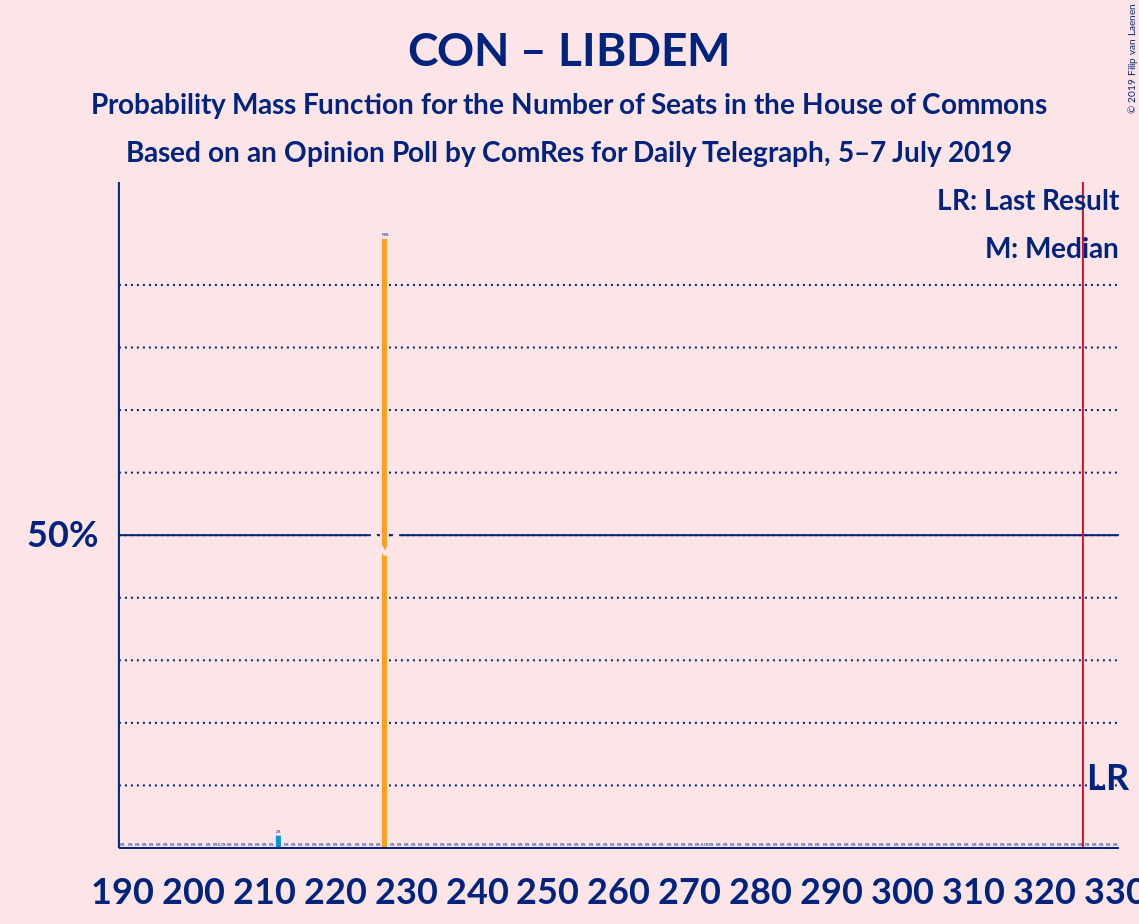 CON – LIBDEM
Probability Mass Function for the Number of Seats in the House of Commons
Based on an Opinion Poll by ComRes for Daily Telegraph, 5–7 July 2019
© 2019 Filip van Laenen
LR: Last Result
M: Median
50%
LR
190 200 210 220 230 240 250 260 270 280 290 300 310 320 330